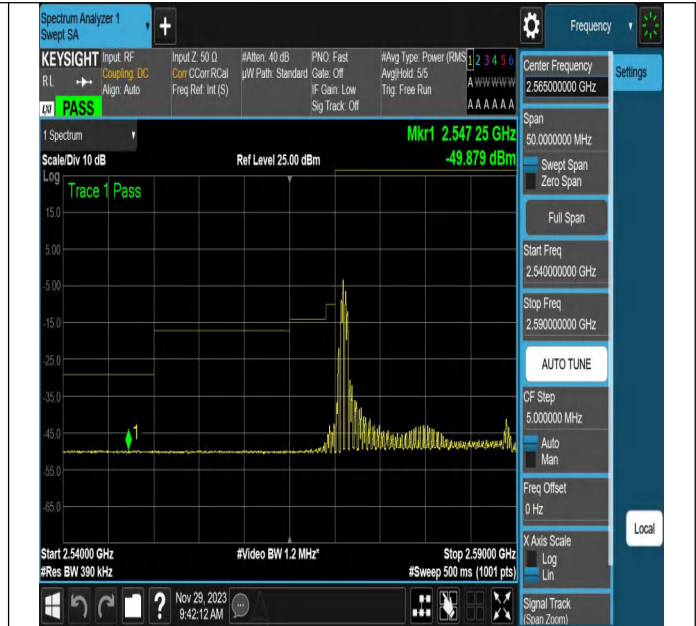 Spectrum Analyzer 1
Swept SA
+
Frequency
KEYSIGHT
RL
LXI PASS
Input: RF
Coupling: DC
Align: Auto
Input Z: 50 Ω
Corr CCorr RCal
Freq Ref: Int (S)
#Atten: 40 dB
µW Path: Standard
PNO: Fast
Gate: Off
IF Gain: Low
Sig Track: Off
#Avg Type: Power (RMS
Avg|Hold: 5/5
Trig: Free Run
1 2 3 4 5 6
A W W W W W
A A A A A A
1 Spectrum
Scale/Div 10 dB
Ref Level 25.00 dBm
Mkr1 2.547 25 GHz
-49.879 dBm
Log
Trace 1 Pass
15.0
5.00
-5.00
-15.0
-25.0
-35.0
-45.0
-55.0
-65.0
1
Start 2.54000 GHz
#Video BW 1.2 MHz*
Stop 2.59000 GHz
#Res BW 390 kHz
#Sweep 500 ms (1001 pts)
Center Frequency
2.565000000 GHz
Settings
Span
50.0000000 MHz
Swept Span
Zero Span
Full Span
Start Freq
2.540000000 GHz
Stop Freq
2.590000000 GHz
AUTO TUNE
CF Step
5.000000 MHz
Auto
Man
Freq Offset
0 Hz
X Axis Scale
Log
Lin
Local
Signal Track
(Span Zoom)
?
Nov 29, 2023
9:42:12 AM